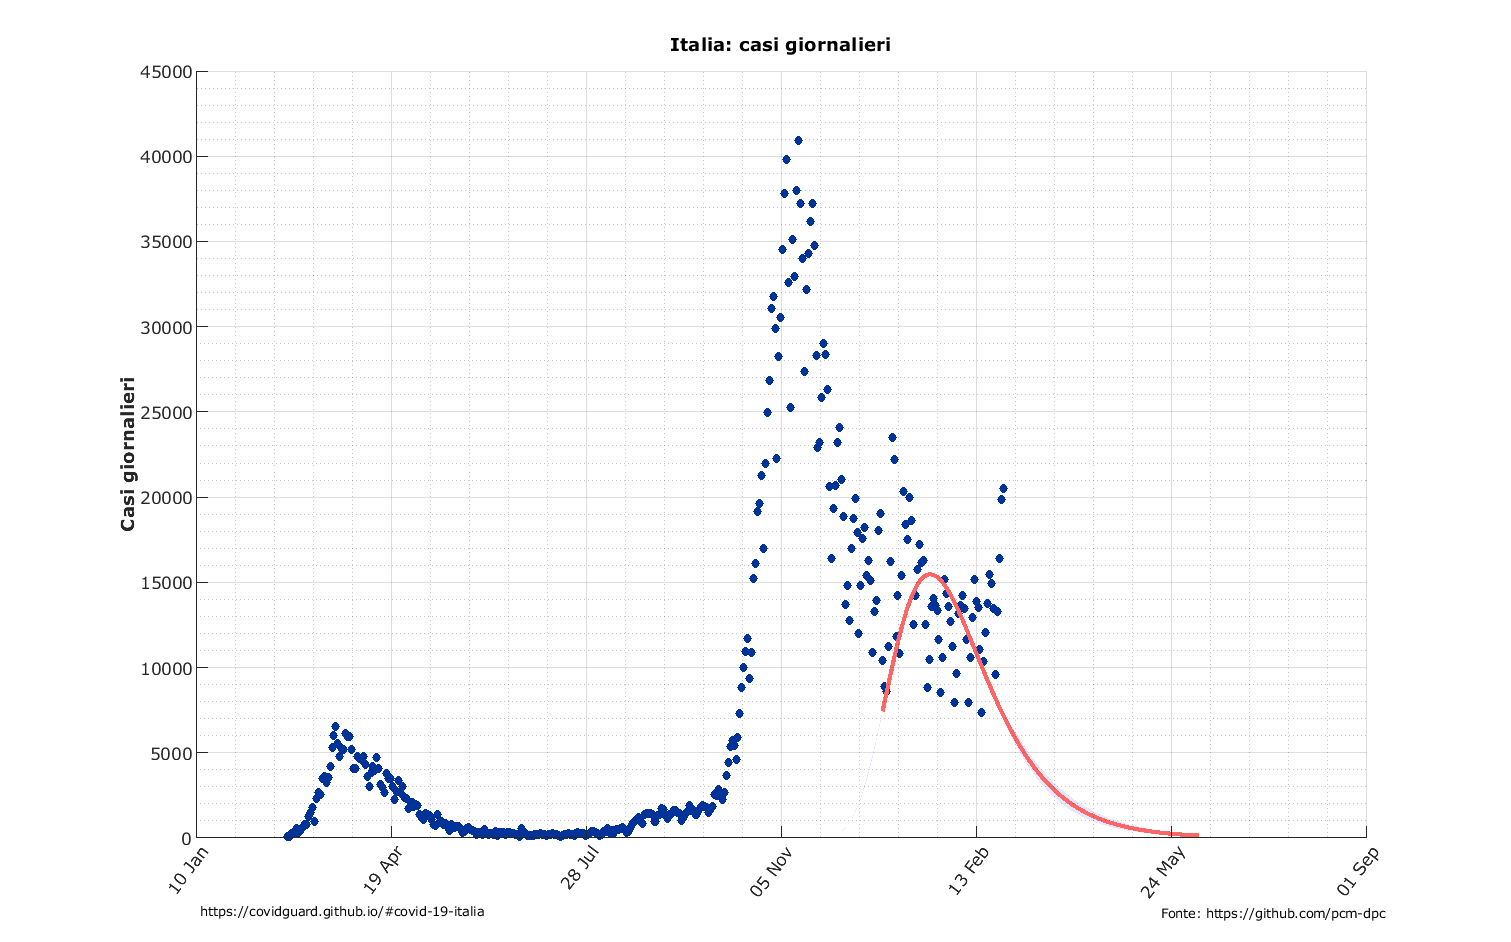 Italia: casi giornalieri
45000
40000
35000
30000
25000
20000
15000
10000
5000
0
Casi giornalieri
10 Jan
19 Apr
28 Jul
05 Nov
13 Feb
24 May
01 Sep
https://covidguard.github.io/#covid-19-italia
Fonte: https://github.com/pcm-dpc